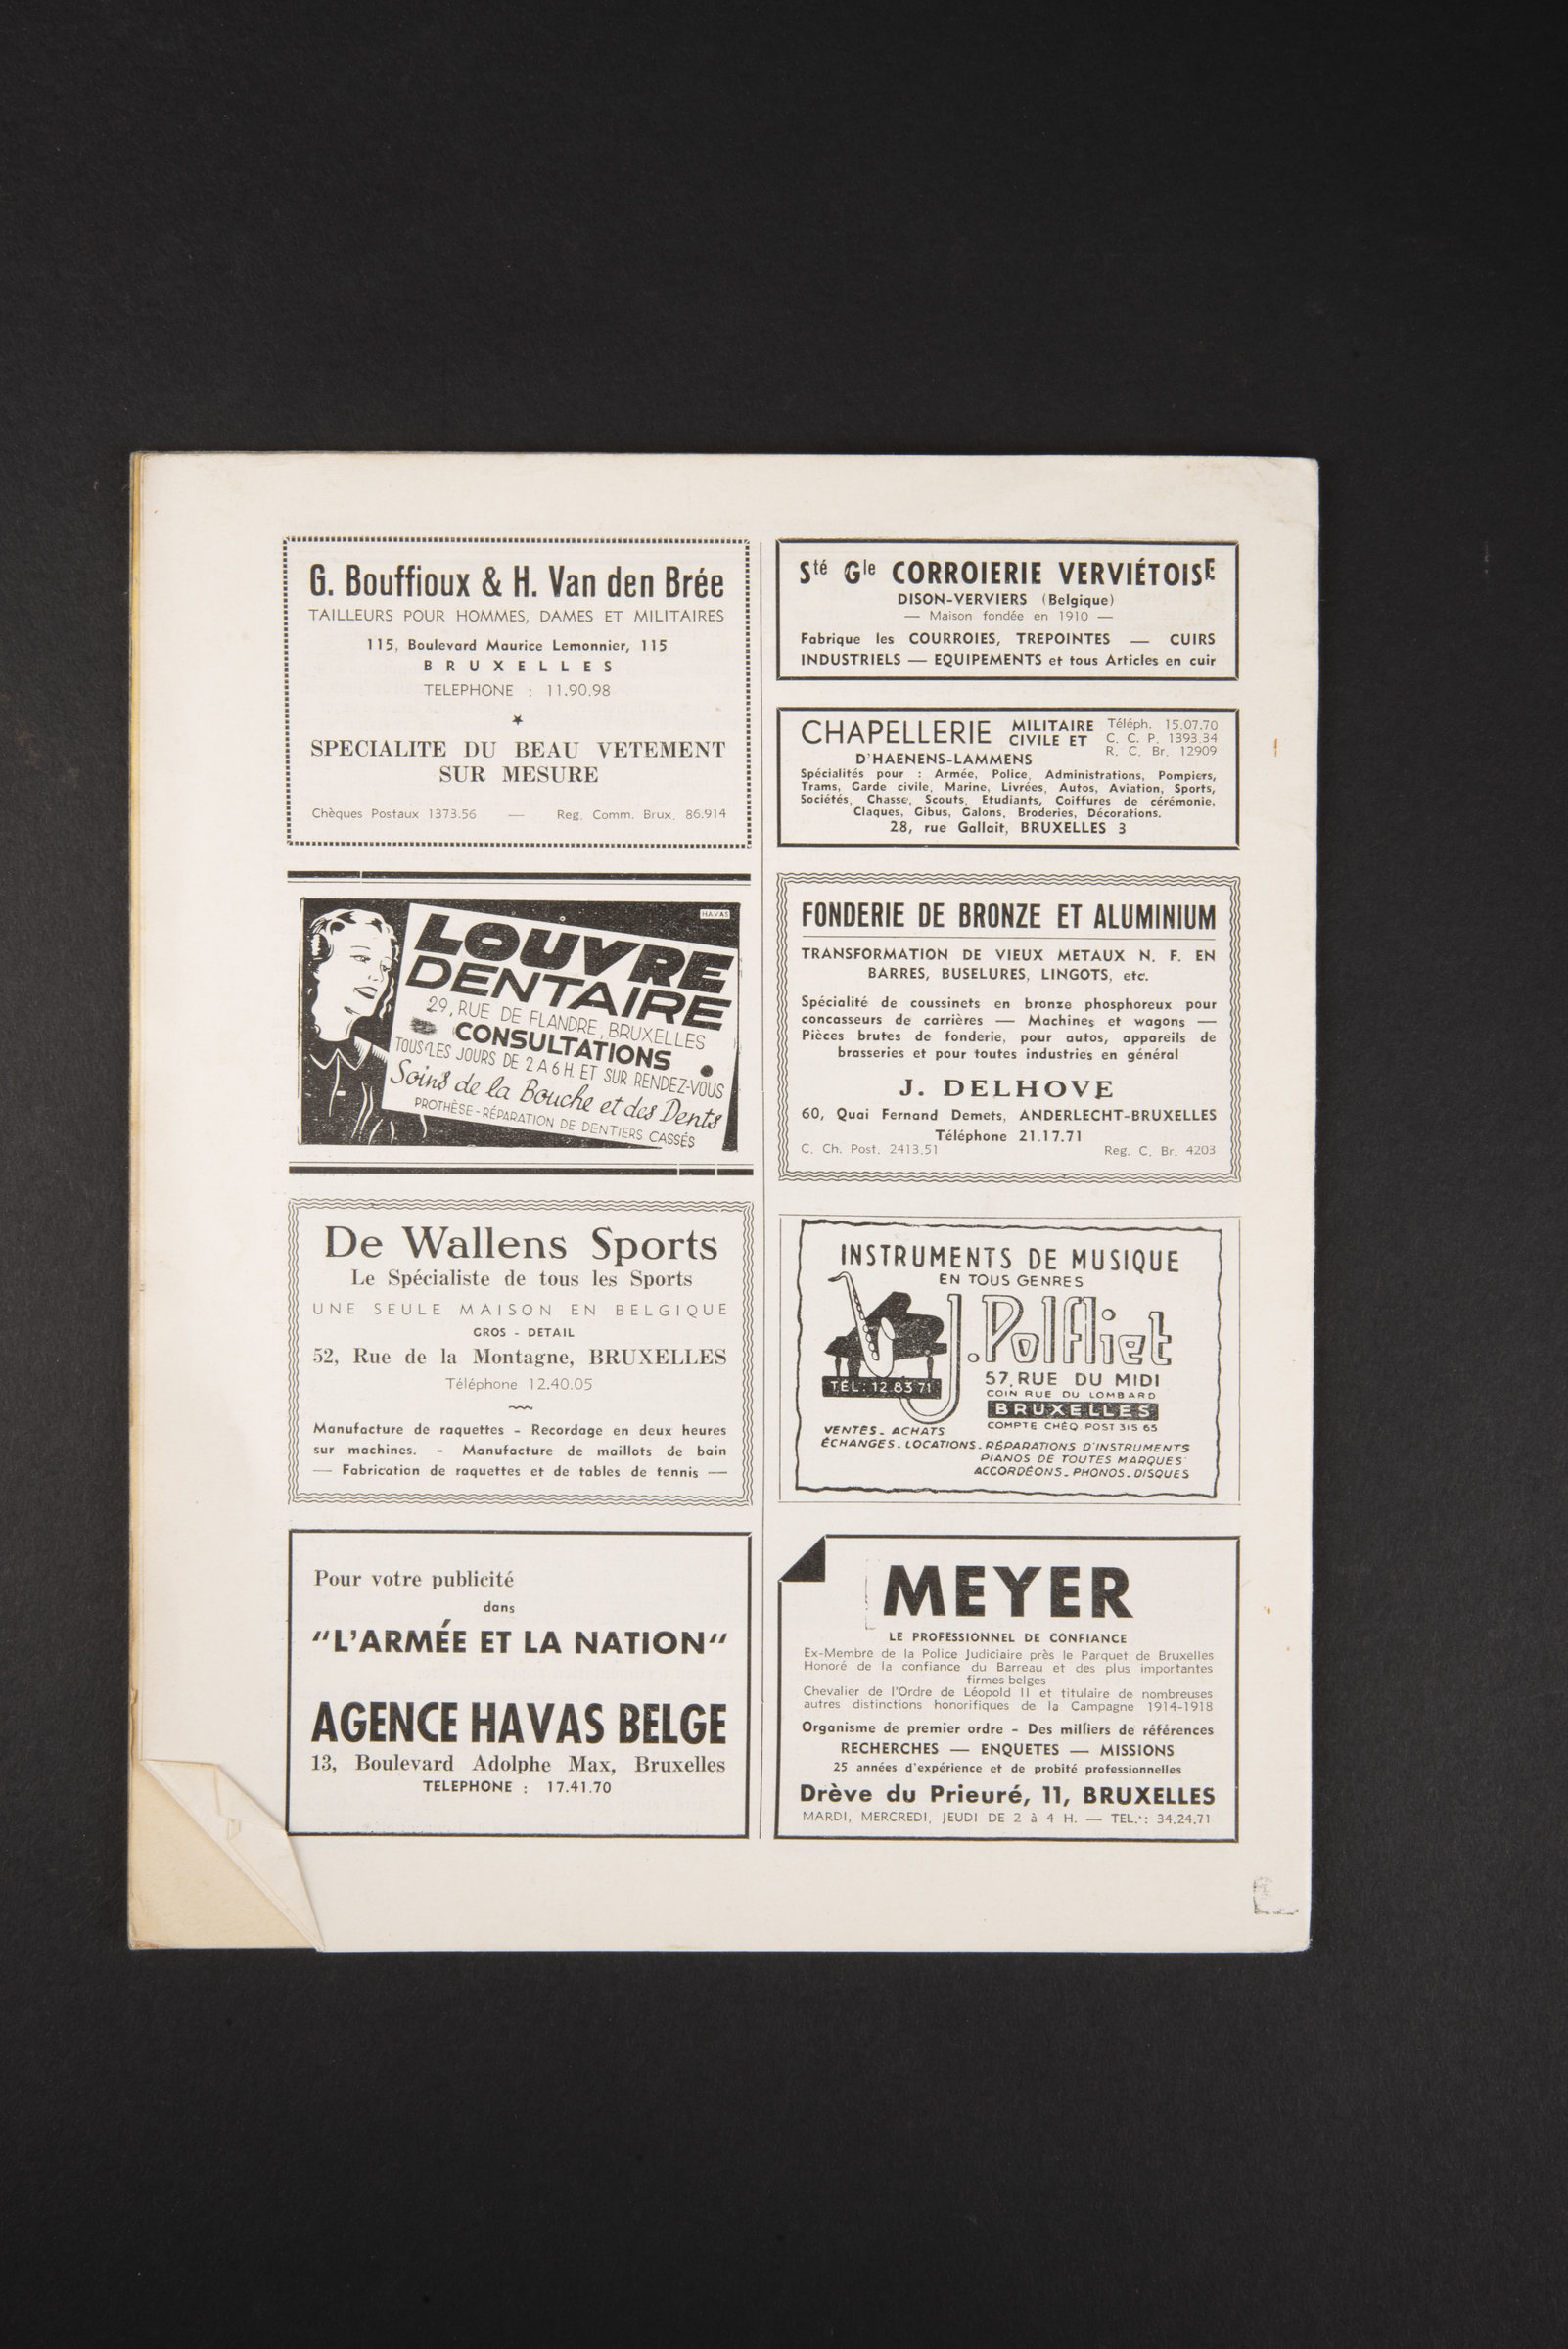 G. Bouffioux & H. Van den Brée
TAILLEURS POUR HOMMES, DAMES ET MILITAIRES
115, Boulevard Maurice Lemonnier, 115
BRUXELLES
TELEPHONE : 11.90.98
SPECIALITE DU BEAU VETEMENT
SUR MESURE
Chèques Postaux 1373.56 — Reg. Comm. Brux. 86.914
HAVAS
LOUVRE
DENTAIRE
29, RUE DE FLANDRE, BRUXELLES
CONSULTATIONS
TOUS LES JOURS DE 2 A 6 H. ET SUR RENDEZ-VOUS
Soins de la Bouche et des Dents
PROTHÈSE - RÉPARATION DE DENTIERS CASSÉS
De Wallens Sports
Le Spécialiste de tous les Sports
UNE SEULE MAISON EN BELGIQUE
GROS - DETAIL
52, Rue de la Montagne, BRUXELLES
Téléphone 12.40.05
Manufacture de raquettes - Recordage en deux heures
sur machines. - Manufacture de maillots de bain
— Fabrication de raquettes et de tables de tennis —
Pour votre publicité
dans
"L'ARMÉE ET LA NATION"
AGENCE HAVAS BELGE
13, Boulevard Adolphe Max, Bruxelles
TELEPHONE : 17.41.70
Sté Gle CORROIERIE VERVIÉTOISE
DISON-VERVIERS (Belgique)
— Maison fondée en 1910 —
Fabrique les COURROIES, TREPOINTES — CUIRS
INDUSTRIELS — EQUIPEMENTS et tous Articles en cuir
CHAPELLERIE MILITAIRE Téléph. 15.07.70
CIVILE ET C. C. P. 1393.34
D'HAENENS-LAMMENS R. C. Br. 12909
Spécialités pour : Armée, Police, Administrations, Pompiers,
Trams, Garde civile, Marine, Livrées, Autos, Aviation, Sports,
Sociétés, Chasse, Scouts, Etudiants, Coiffures de cérémonie,
Claques, Gibus, Galons, Broderies, Décorations.
28, rue Gallait, BRUXELLES 3
FONDERIE DE BRONZE ET ALUMINIUM
TRANSFORMATION DE VIEUX METAUX N. F. EN
BARRES, BUSELURES, LINGOTS, etc.
Spécialité de coussinets en bronze phosphoreux pour
concasseurs de carrières — Machines et wagons —
Pièces brutes de fonderie, pour autos, appareils de
brasseries et pour toutes industries en général
J. DELHOVE
60, Quai Fernand Demets, ANDERLECHT-BRUXELLES
Téléphone 21.17.71
C. Ch. Post. 2413.51 Reg. C. Br. 4203
INSTRUMENTS DE MUSIQUE
EN TOUS GENRES
J. Polfliet
TÉL: 12.83.71
57, RUE DU MIDI
COIN RUE DU LOMBARD
BRUXELLES
COMPTE CHÈQ. POST 315 65
VENTES - ACHATS
ÉCHANGES - LOCATIONS - RÉPARATIONS D'INSTRUMENTS
PIANOS DE TOUTES MARQUES
ACCORDÉONS - PHONOS - DISQUES
MEYER
LE PROFESSIONNEL DE CONFIANCE
Ex-Membre de la Police Judiciaire près le Parquet de Bruxelles
Honoré de la confiance du Barreau et des plus importantes
firmes belges
Chevalier de l'Ordre de Léopold II et titulaire de nombreuses
autres distinctions honorifiques de la Campagne 1914-1918
Organisme de premier ordre - Des milliers de références
RECHERCHES — ENQUETES — MISSIONS
25 années d'expérience et de probité professionnelles
Drève du Prieuré, 11, BRUXELLES
MARDI, MERCREDI, JEUDI DE 2 à 4 H. — TEL.: 34.24.71